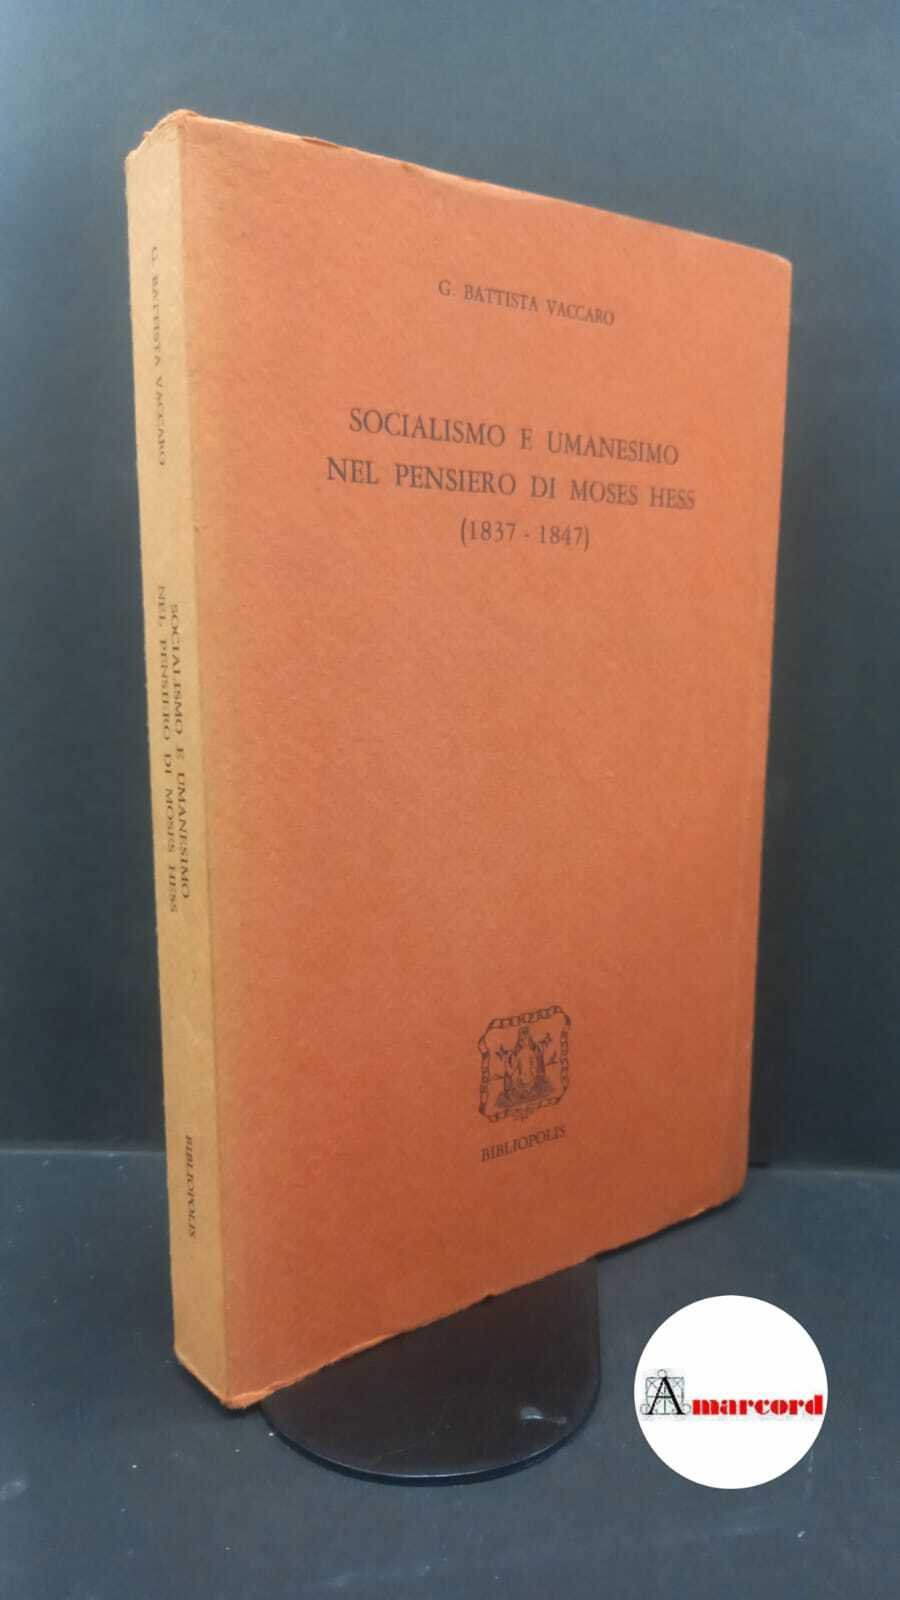 G. BATTISTA VACCARO
SOCIALISMO E UMANESIMO
NEL PENSIERO DI MOSES HESS
(1837 - 1847)
BIBLIOPOLIS
G. BATTISTA VACCARO
SOCIALISMO E UMANESIMO
NEL PENSIERO DI MOSES HESS
BIBLIOPOLIS
Amarcord